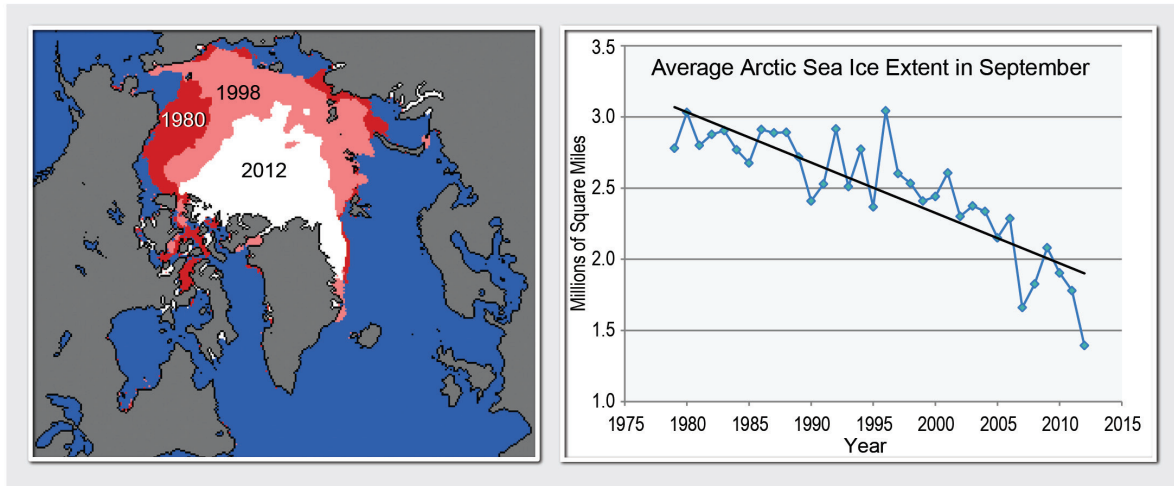 1998
1980
2012
Average Arctic Sea Ice Extent in September
Millions of Square Miles
3.5
3.0
2.5
2.0
1.5
1.0
1975 1980 1985 1990 1995 2000 2005 2010 2015
Year